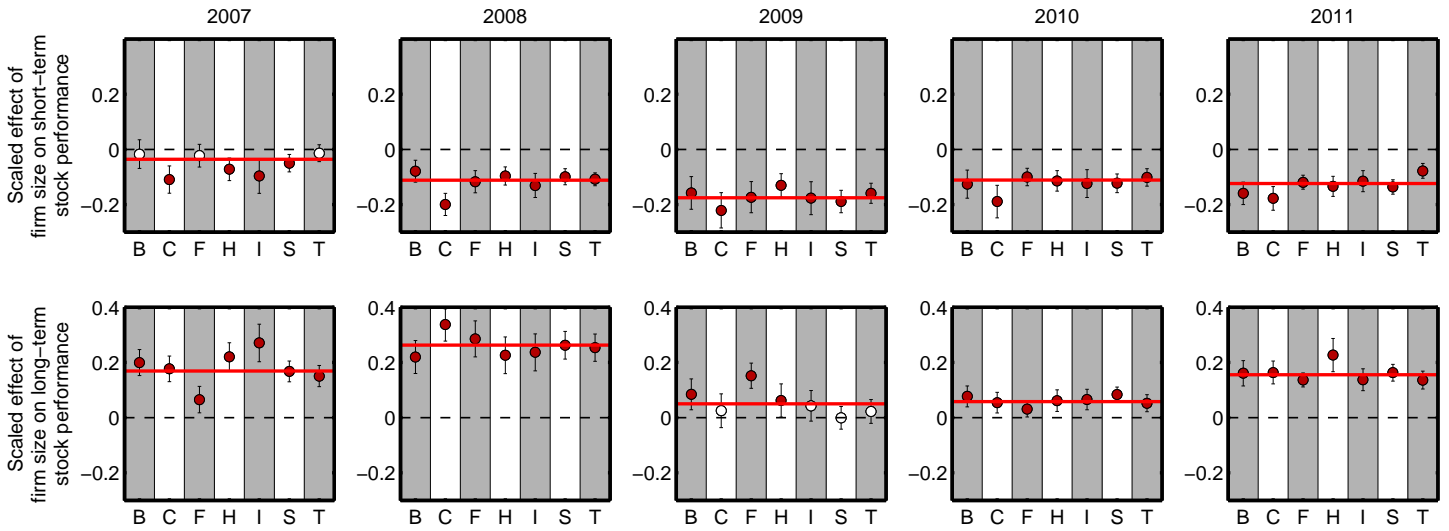 2007 2008 2009 2010 2011
Scaled effect of
firm size on short−term
stock performance
0.2 0.2 0.2 0.2 0.2
0 0 0 0 0
−0.2 −0.2 −0.2 −0.2 −0.2
B C F H I S T B C F H I S T B C F H I S T B C F H I S T B C F H I S T
Scaled effect of
firm size on long−term
stock performance
0.4 0.4 0.4 0.4 0.4
0.2 0.2 0.2 0.2 0.2
0 0 0 0 0
−0.2 −0.2 −0.2 −0.2 −0.2
B C F H I S T B C F H I S T B C F H I S T B C F H I S T B C F H I S T